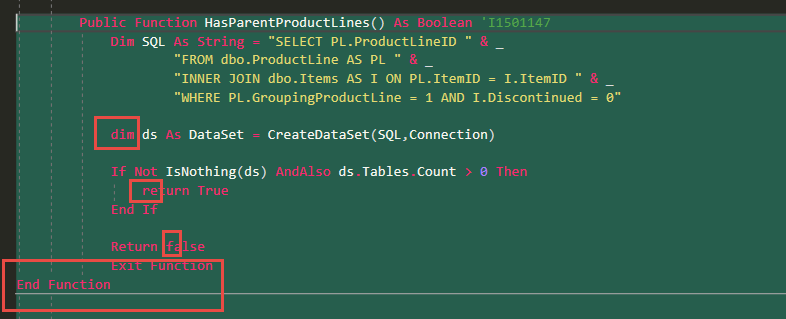 Public Function HasParentProductLines() As Boolean 'I1501147
Dim SQL As String = "SELECT PL.ProductLineID " & _
"FROM dbo.ProductLine AS PL " & _
"INNER JOIN dbo.Items AS I ON PL.ItemID = I.ItemID " & _
"WHERE PL.GroupingProductLine = 1 AND I.Discontinued = 0"
dim ds As DataSet = CreateDataSet(SQL,Connection)
If Not IsNothing(ds) AndAlso ds.Tables.Count > 0 Then
return True
End If
Return false
Exit Function
End Function